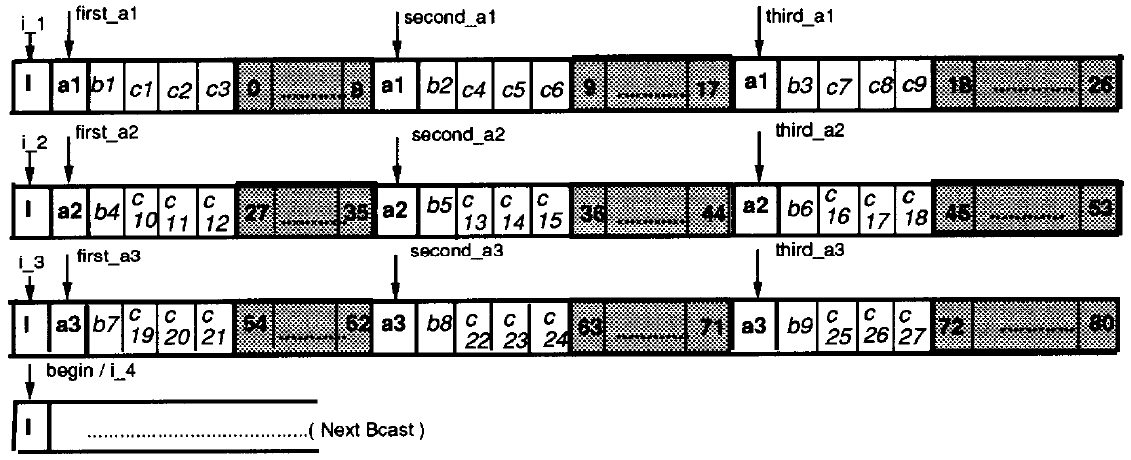 i_1 first_a1 second_a1 third_a1
I a1 b1 c1 c2 c3 0 ......... 8 a1 b2 c4 c5 c6 9 ......... 17 a1 b3 c7 c8 c9 18 ......... 26
i_2 first_a2 second_a2 third_a2
I a2 b4 c 10 c 11 c 12 27 ......... 35 a2 b5 c 13 c 14 c 15 36 ......... 44 a2 b6 c 16 c 17 c 18 45 ......... 53
i_3 first_a3 second_a3 third_a3
I a3 b7 c 19 c 20 c 21 54 ......... 62 a3 b8 c 22 c 23 c 24 63 ......... 71 a3 b9 c 25 c 26 c 27 72 ......... 80
begin / i_4
I ......................................( Next Bcast )